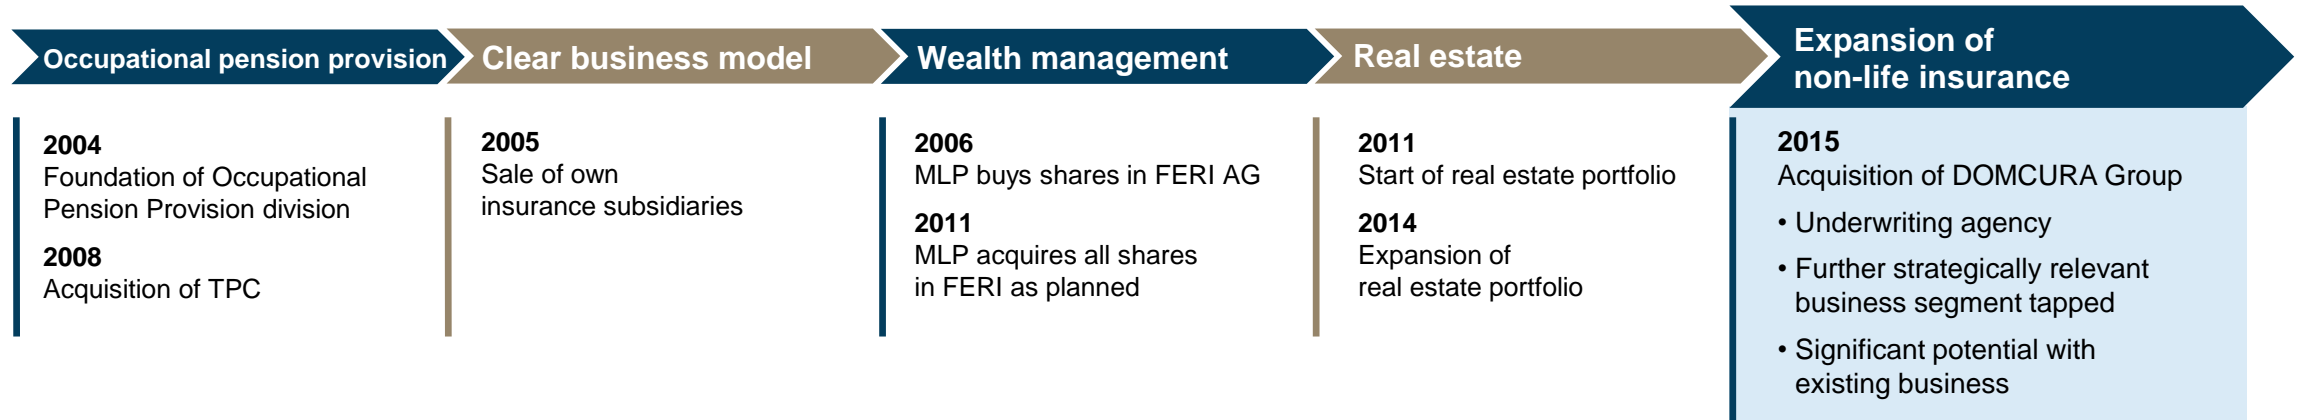 Occupational pension provision
Clear business model
Wealth management
Real estate
Expansion of
non-life insurance
2004
Foundation of Occupational
Pension Provision division
2008
Acquisition of TPC
2005
Sale of own
insurance subsidiaries
2006
MLP buys shares in FERI AG
2011
MLP acquires all shares
in FERI as planned
2011
Start of real estate portfolio
2014
Expansion of
real estate portfolio
2015
Acquisition of DOMCURA Group
• Underwriting agency
• Further strategically relevant
business segment tapped
• Significant potential with
existing business